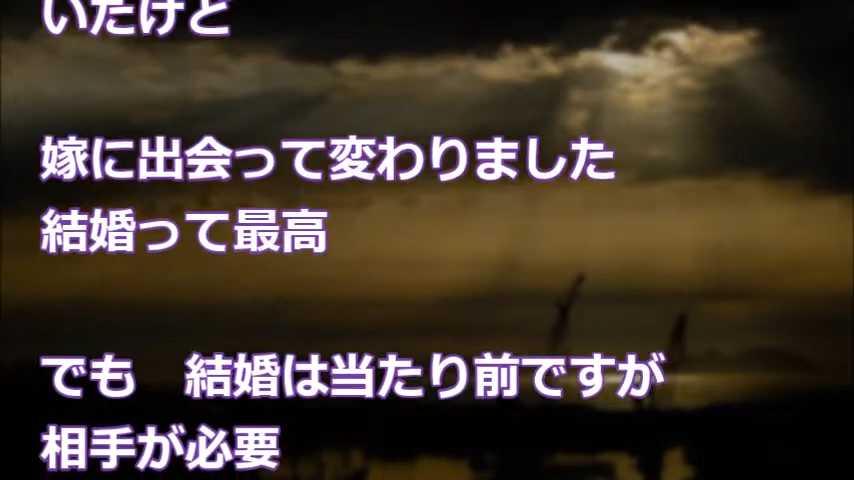 いたけど
嫁に出会って変わりました
結婚って最高
でも　結婚は当たり前ですが
相手が必要